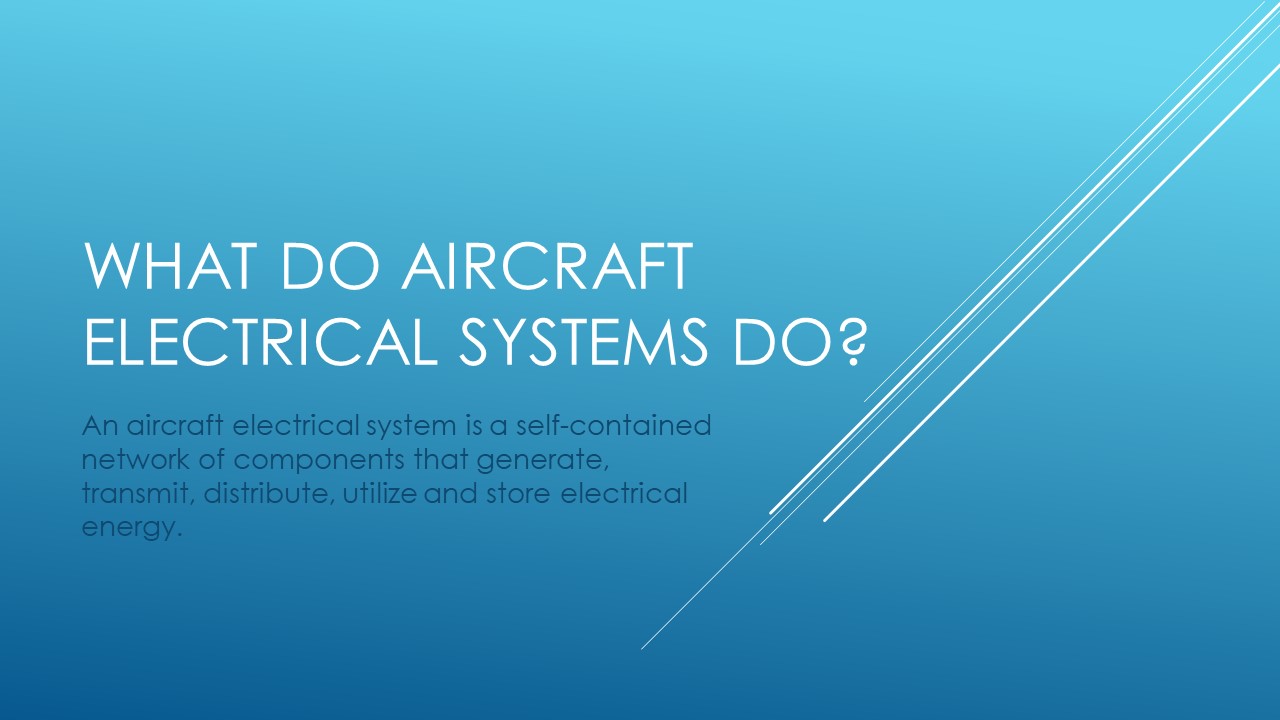 WHAT DO AIRCRAFT
ELECTRICAL SYSTEMS DO?
An aircraft electrical system is a self-contained
network of components that generate,
transmit, distribute, utilize and store electrical
energy.